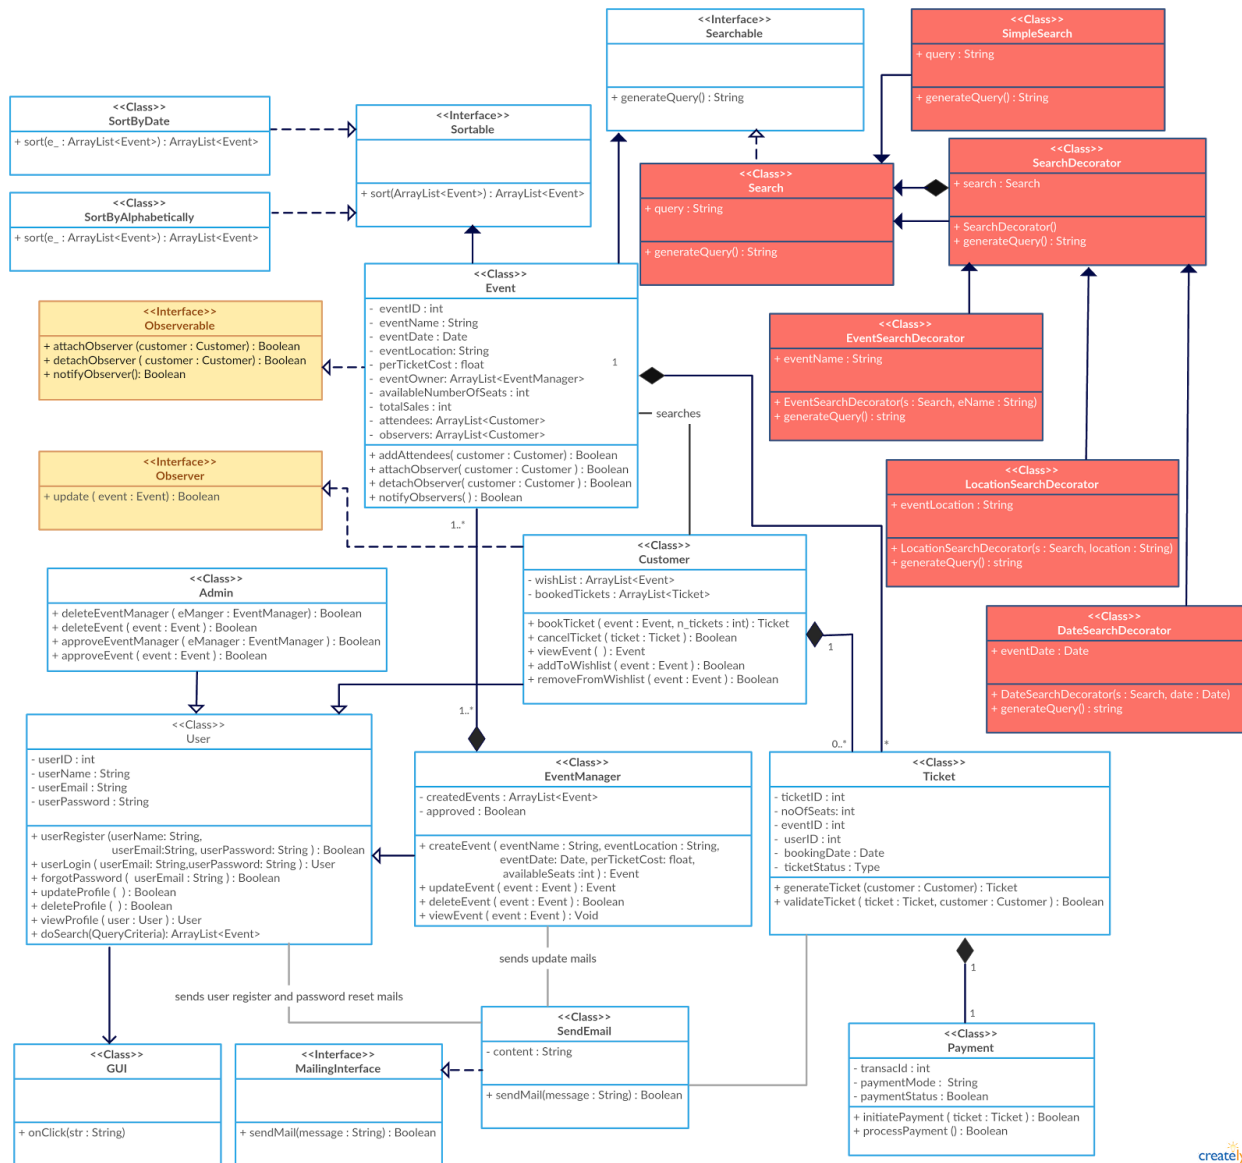 <<Interface>>
Searchable
+ generateQuery() : String
<<Class>>
SimpleSearch
+ query : String
+ generateQuery() : String
<<Class>>
SortByDate
+ sort(e_ : ArrayList<Event>) : ArrayList<Event>
<<Interface>>
Sortable
+ sort(ArrayList<Event>) : ArrayList<Event>
<<Class>>
SortByAlphabetically
+ sort(e_ : ArrayList<Event>) : ArrayList<Event>
<<Class>>
Search
+ query : String
+ generateQuery() : String
<<Class>>
SearchDecorator
+ search : Search
+ SearchDecorator()
+ generateQuery() : String
<<Class>>
Event
- eventID : int
- eventName : String
- eventDate : Date
- eventLocation: String
- perTicketCost : float
- eventOwner: ArrayList<EventManager>
- availableNumberOfSeats : int
- totalSales : int
- attendees: ArrayList<Customer>
- observers: ArrayList<Customer>
+ addAttendees( customer : Customer) : Boolean
+ attachObserver( customer : Customer ) : Boolean
+ detachObserver( customer : Customer ) : Boolean
+ notifyObservers( ) : Boolean
1
searches
1..*
<<Interface>>
Observerable
+ attachObserver (customer : Customer) : Boolean
+ detachObserver ( customer : Customer) : Boolean
+ notifyObserver(): Boolean
<<Interface>>
Observer
+ update ( event : Event) : Boolean
<<Class>>
EventSearchDecorator
+ eventName : String
+ EventSearchDecorator(s : Search, eName : String)
+ generateQuery() : string
<<Class>>
LocationSearchDecorator
+ eventLocation : String
+ LocationSearchDecorator(s : Search, location : String)
+ generateQuery() : string
<<Class>>
DateSearchDecorator
+ eventDate : Date
+ DateSearchDecorator(s : Search, date : Date)
+ generateQuery() : string
<<Class>>
Customer
- wishList : ArrayList<Event>
- bookedTickets : ArrayList<Ticket>
+ bookTicket ( event : Event, n_tickets : int) : Ticket
+ cancelTicket ( ticket : Ticket ) : Boolean
+ viewEvent (  ) : Event
+ addToWishlist ( event : Event ) : Boolean
+ removeFromWishlist ( event : Event ) : Boolean
1
0..*
*
<<Class>>
Admin
+ deleteEventManager ( eManger : EventManager) : Boolean
+ deleteEvent ( event : Event ) : Boolean
+ approveEventManager ( eManager : EventManager ) : Boolean
+ approveEvent ( event : Event ) : Boolean
1..*
<<Class>>
User
- userID : int
- userName : String
- userEmail : String
- userPassword : String
+ userRegister (userName: String,
userEmail:String, userPassword: String ) : Boolean
+ userLogin ( userEmail: String,userPassword: String ) : User
+ forgotPassword (  userEmail : String ) : Boolean
+ updateProfile (  ) : Boolean
+ deleteProfile (  ) : Boolean
+ viewProfile ( user : User ) : User
+ doSearch(QueryCriteria): ArrayList<Event>
<<Class>>
EventManager
- createdEvents : ArrayList<Event>
- approved : Boolean
+ createEvent ( eventName : String, eventLocation : String,
eventDate: Date, perTicketCost: float,
availableSeats :int ) : Event
+ updateEvent ( event : Event ) : Event
+ deleteEvent ( event : Event ) : Boolean
+ viewEvent ( event : Event ) : Void
<<Class>>
Ticket
- ticketID : int
- noOfSeats: int
- eventID : int
- userID : int
- bookingDate : Date
- ticketStatus : Type
+ generateTicket (customer : Customer) : Ticket
+ validateTicket ( ticket : Ticket, customer : Customer ) : Boolean
sends update mails
sends user register and password reset mails
1
1
<<Class>>
GUI
+ onClick(str : String)
<<Interface>>
MailingInterface
+ sendMail(message : String) : Boolean
<<Class>>
SendEmail
- content : String
+ sendMail(message : String) : Boolean
<<Class>>
Payment
- transacId : int
- paymentMode :  String
- paymentStatus : Boolean
+ initiatePayment ( ticket : Ticket ) : Boolean
+ processPayment () : Boolean
creately